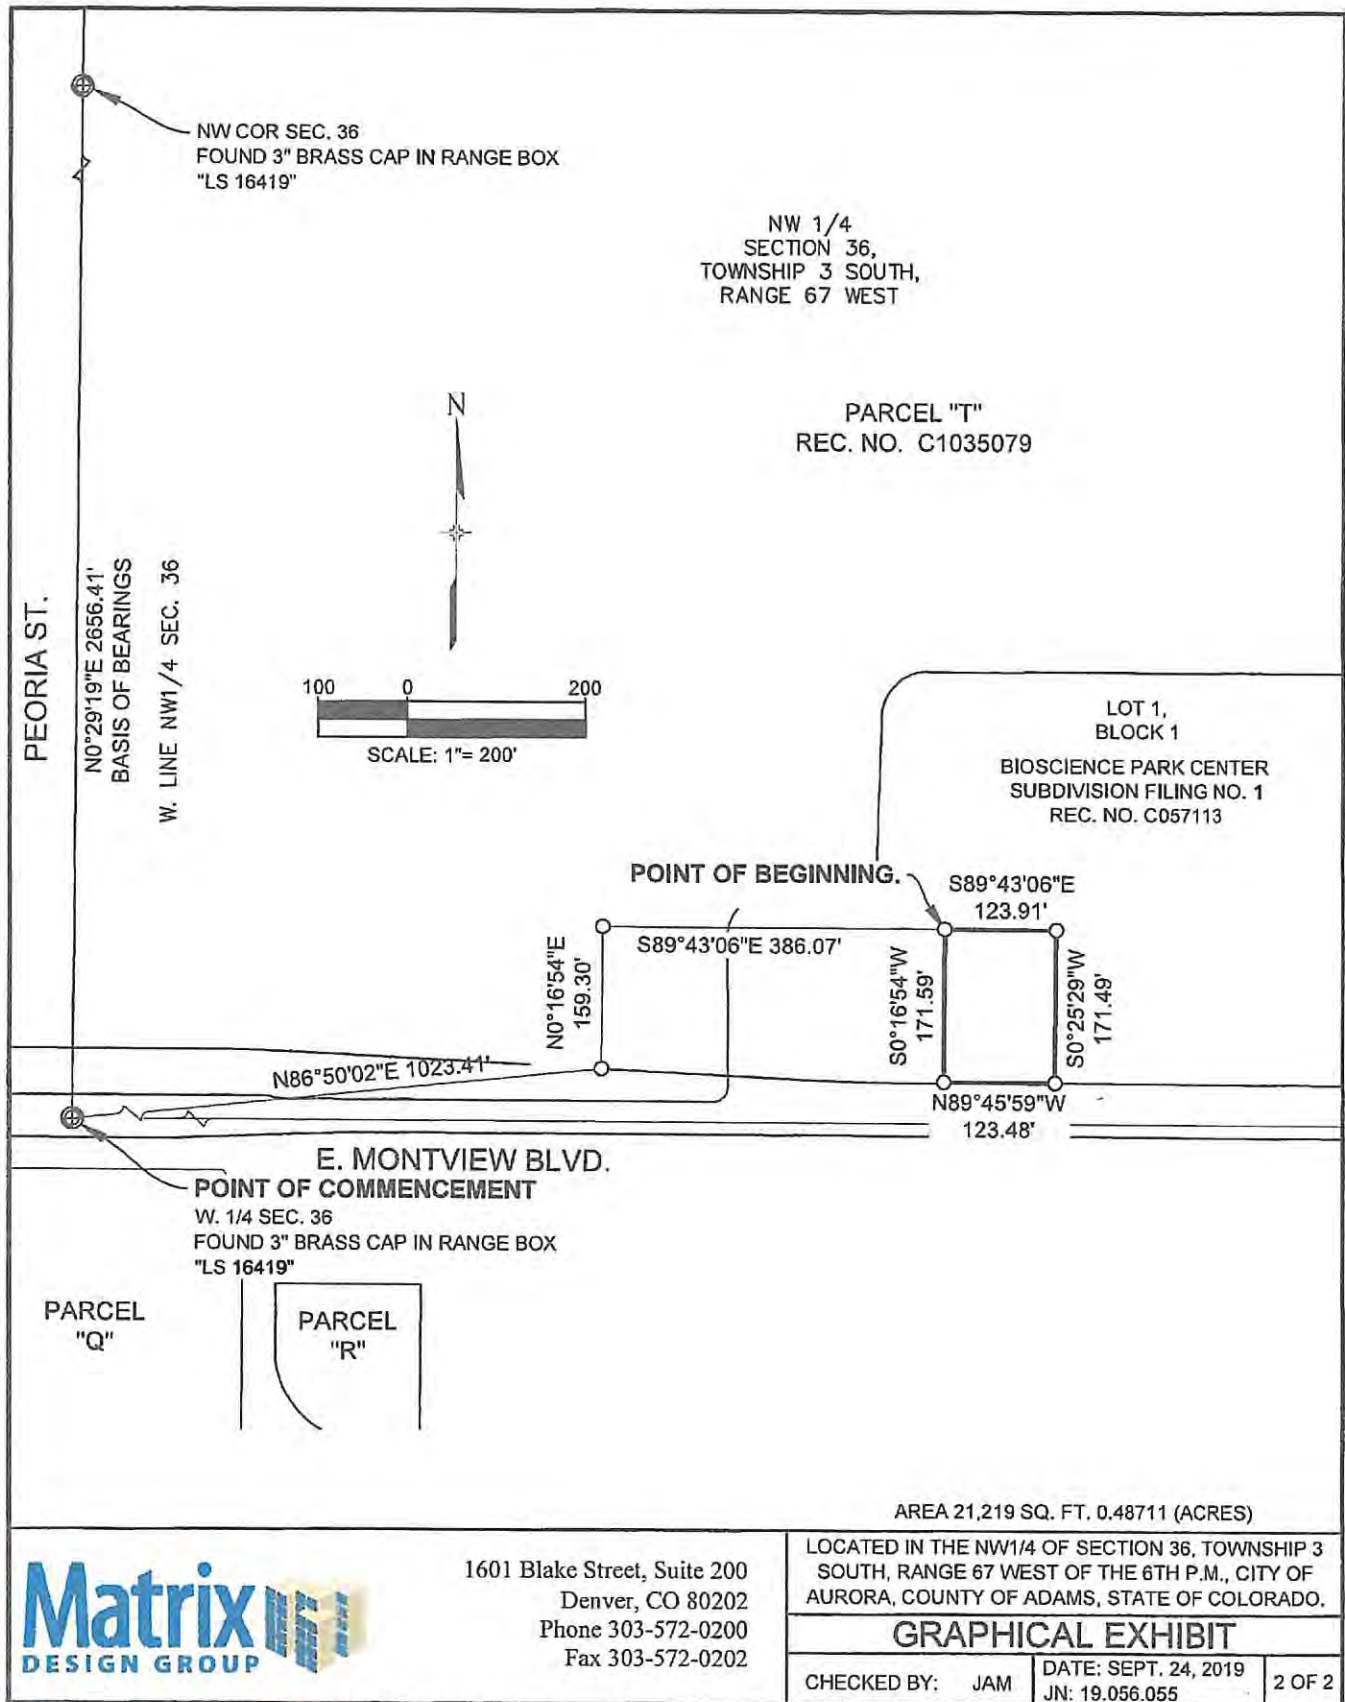 NW COR SEC. 36
FOUND 3" BRASS CAP IN RANGE BOX
"LS 16419"
NW 1/4
SECTION 36,
TOWNSHIP 3 SOUTH,
RANGE 67 WEST
N
PARCEL "T"
REC. NO. C1035079
PEORIA ST.
N0°29'19"E 2656.41'
BASIS OF BEARINGS
W. LINE NW1/4 SEC. 36
100 0 200
SCALE: 1"= 200'
LOT 1,
BLOCK 1
BIOSCIENCE PARK CENTER
SUBDIVISION FILING NO. 1
REC. NO. C057113
POINT OF BEGINNING.
S89°43'06"E
123.91'
S89°43'06"E 386.07'
N0°16'54"E
159.30'
S0°16'54"W
171.59'
S0°25'29"W
171.49'
N86°50'02"E 1023.41'
N89°45'59"W
123.48'
E. MONTVIEW BLVD.
POINT OF COMMENCEMENT
W. 1/4 SEC. 36
FOUND 3" BRASS CAP IN RANGE BOX
"LS 16419"
PARCEL
"Q"
PARCEL
"R"
AREA 21,219 SQ. FT. 0.48711 (ACRES)
Matrix
DESIGN GROUP
1601 Blake Street, Suite 200
Denver, CO 80202
Phone 303-572-0200
Fax 303-572-0202
LOCATED IN THE NW1/4 OF SECTION 36, TOWNSHIP 3
SOUTH, RANGE 67 WEST OF THE 6TH P.M., CITY OF
AURORA, COUNTY OF ADAMS, STATE OF COLORADO.
GRAPHICAL EXHIBIT
CHECKED BY: JAM
DATE: SEPT. 24, 2019
JN: 19.056.055
2 OF 2